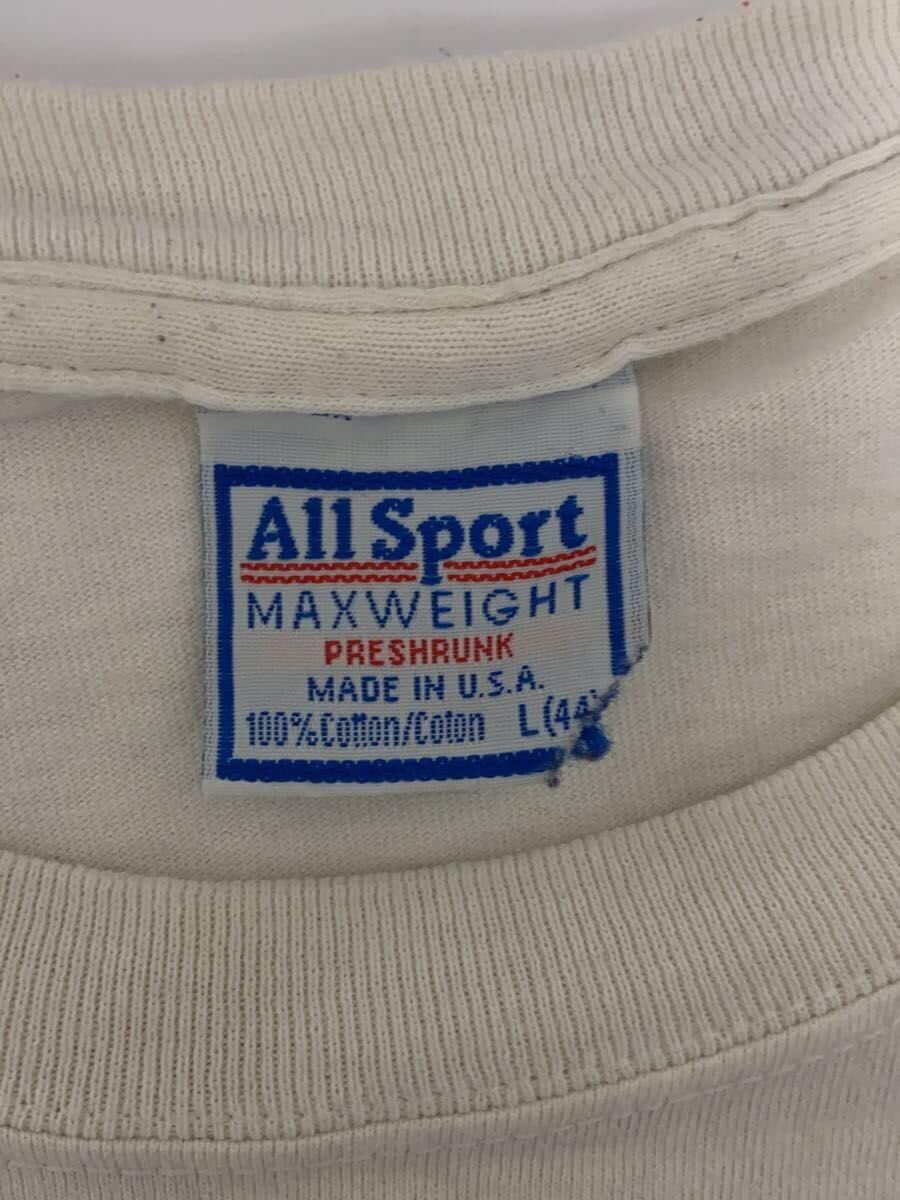 All Sport
MAXWEIGHT
PRESHRUNK
MADE IN U.S.A.
100% Cotton/Coton L (44)